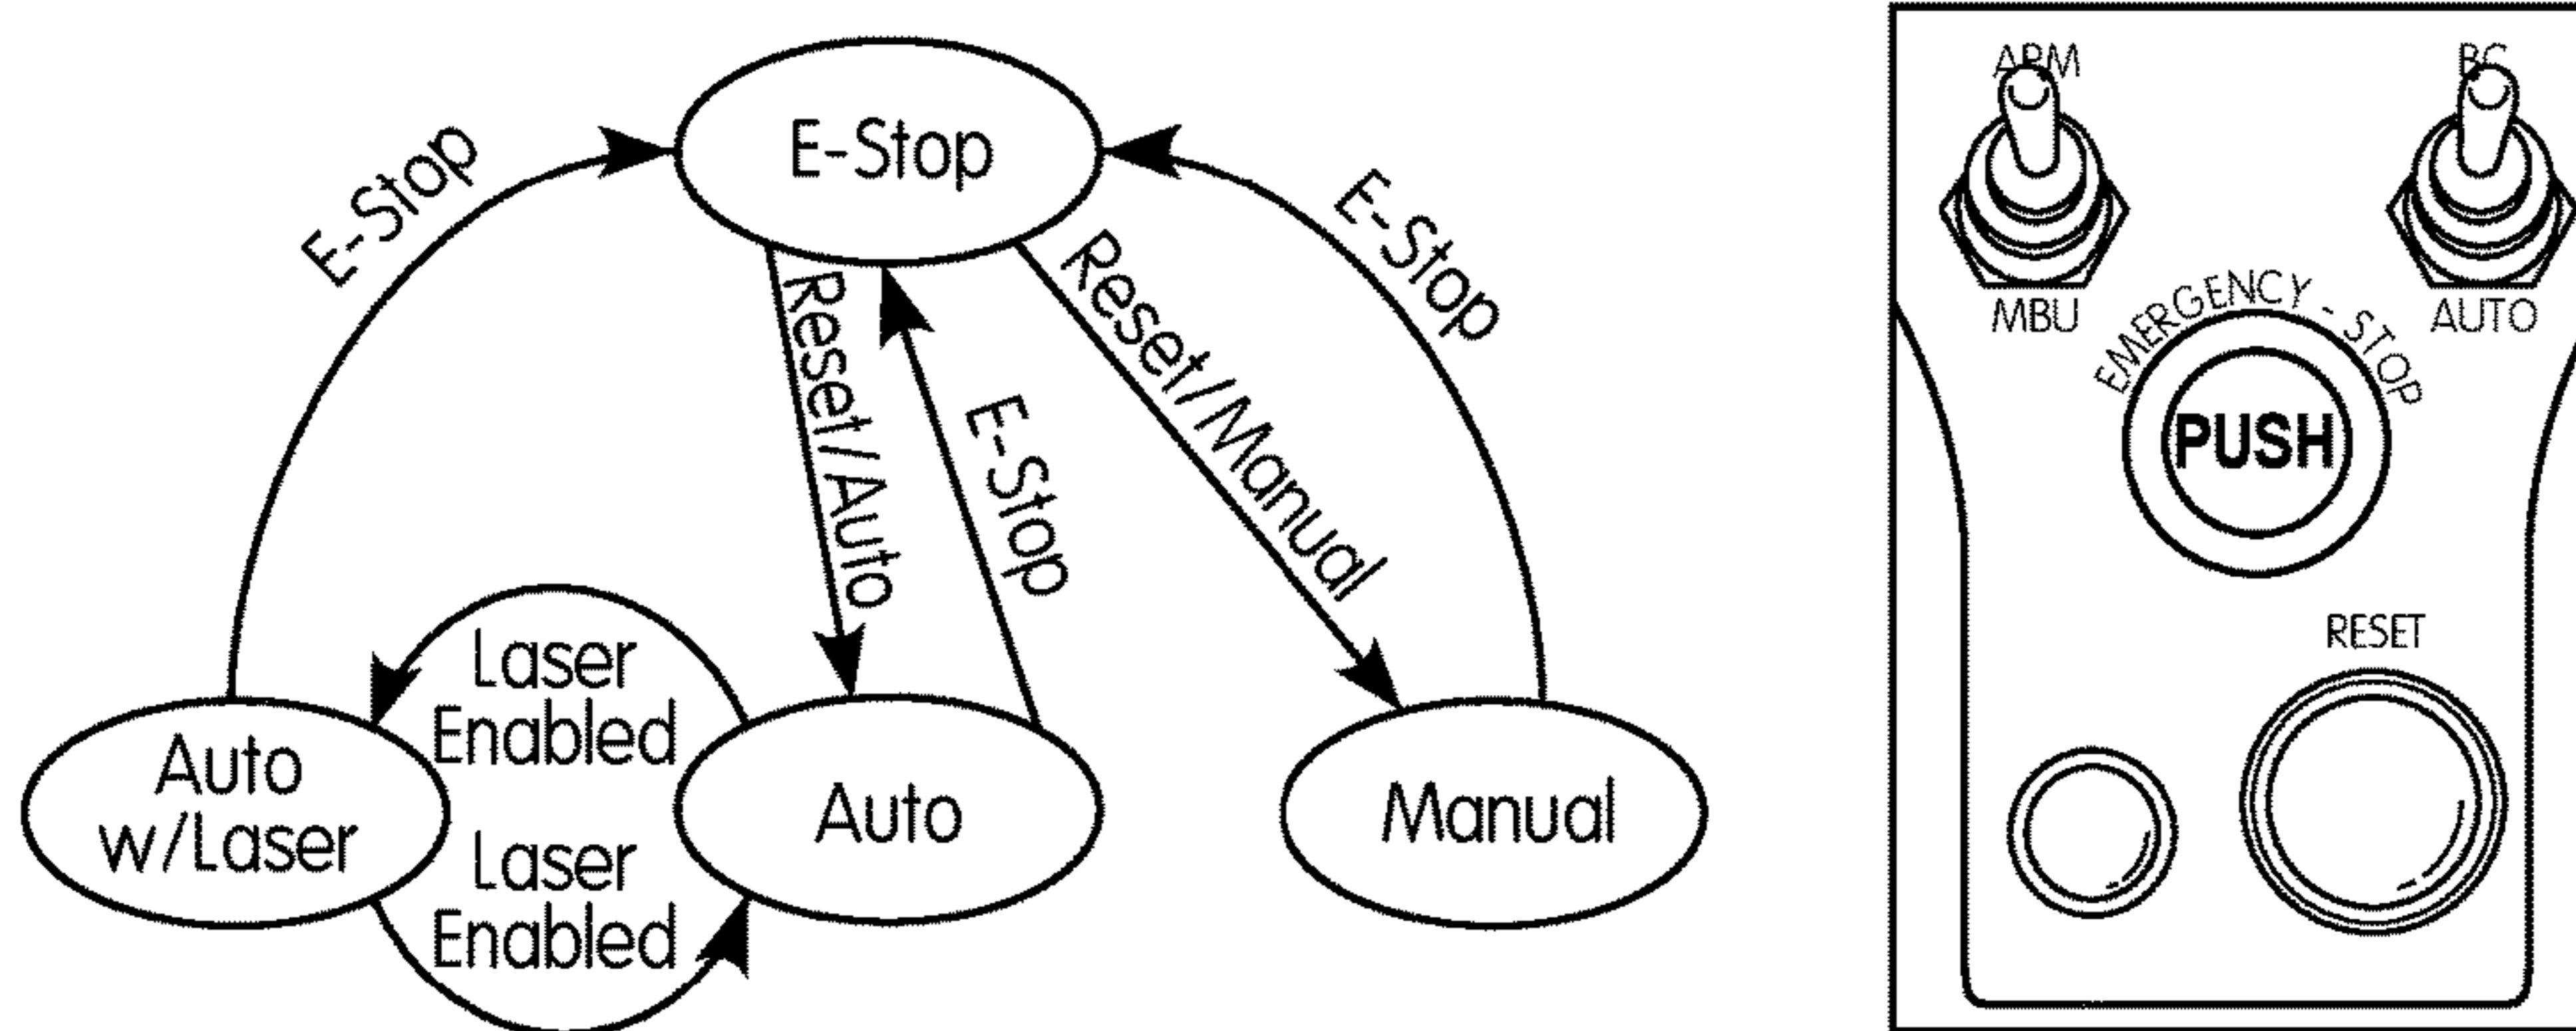 E-Stop
E-Stop
E-Stop
Reset/Auto
E-Stop
Reset/Manual
Laser
Enabled
Auto
w/Laser
Laser
Enabled
Auto
Manual
ARM
BC
MBU
AUTO
EMERGENCY - STOP
PUSH
RESET